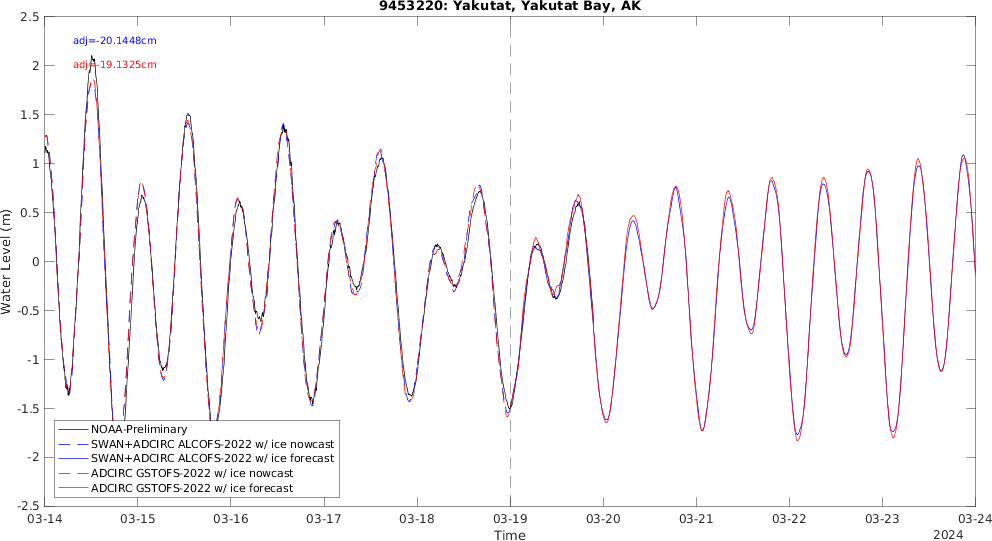 9453220: Yakutat, Yakutat Bay, AK
adj=-20.1448cm
adj=-19.1325cm
Water Level (m)
2.5
2
1.5
1
0.5
0
-0.5
-1
-1.5
-2
-2.5
NOAA-Preliminary
SWAN+ADCIRC ALCOFS-2022 w/ ice nowcast
SWAN+ADCIRC ALCOFS-2022 w/ ice forecast
ADCIRC GSTOFS-2022 w/ ice nowcast
ADCIRC GSTOFS-2022 w/ ice forecast
03-14 03-15 03-16 03-17 03-18 03-19 03-20 03-21 03-22 03-23 03-24
Time
2024